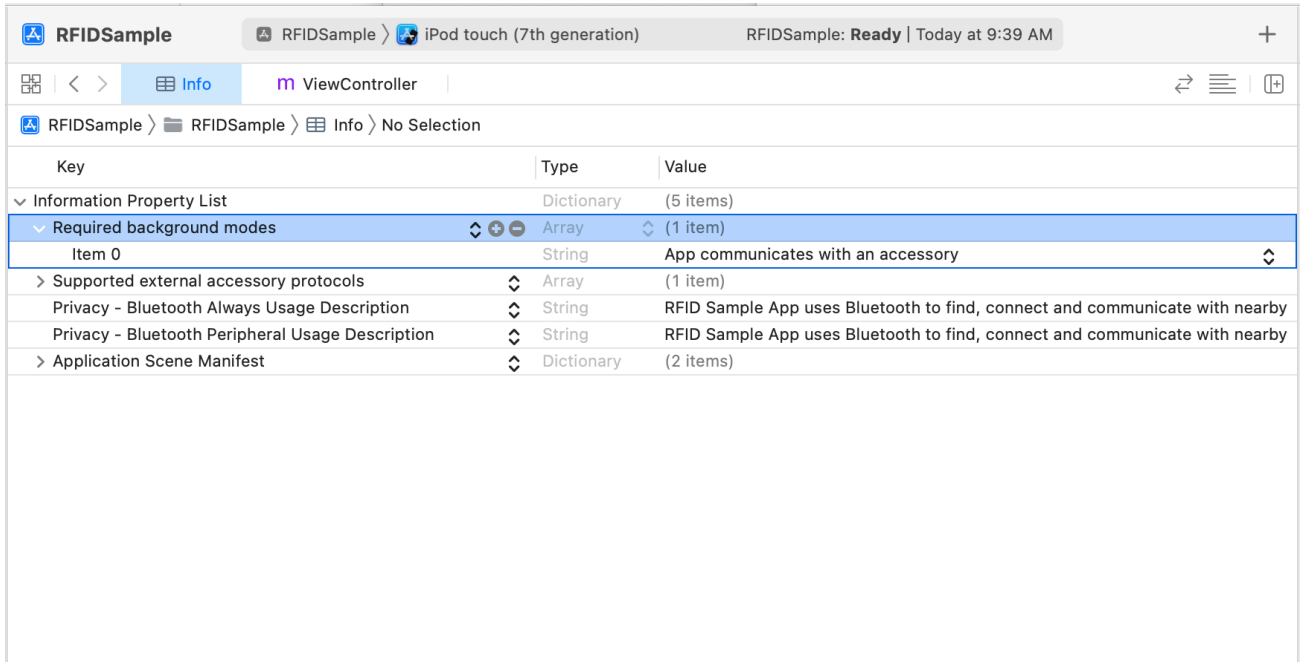 RFIDSample RFIDSample iPod touch (7th generation) RFIDSample: Ready | Today at 9:39 AM
Info m ViewController
RFIDSample RFIDSample Info No Selection
Key Type Value
Information Property List Dictionary (5 items)
Required background modes Array (1 item)
Item 0 String App communicates with an accessory
Supported external accessory protocols Array (1 item)
Privacy - Bluetooth Always Usage Description String RFID Sample App uses Bluetooth to find, connect and communicate with nearby
Privacy - Bluetooth Peripheral Usage Description String RFID Sample App uses Bluetooth to find, connect and communicate with nearby
Application Scene Manifest Dictionary (2 items)